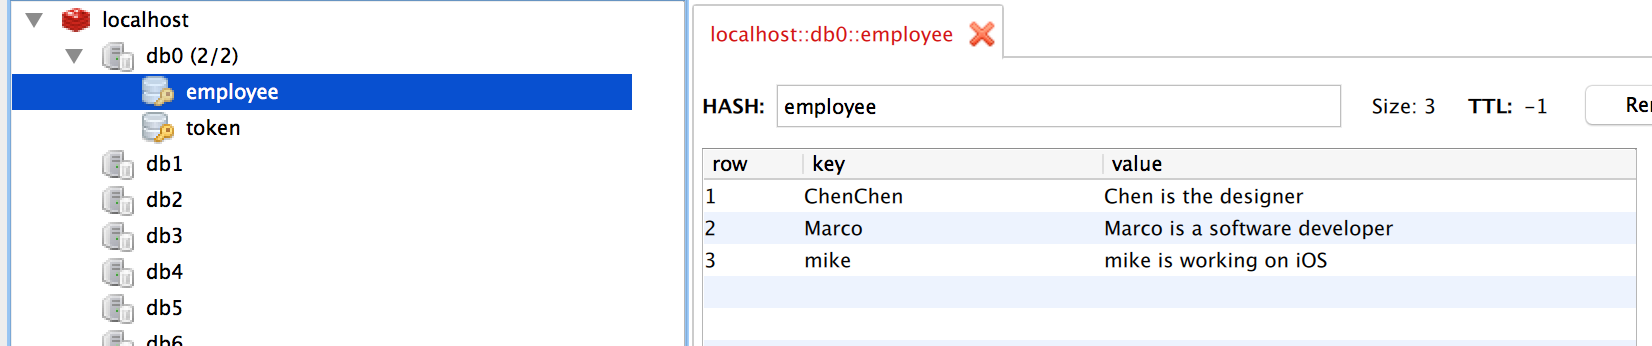 localhost
db0 (2/2)
employee
token
db1
db2
db3
db4
db5
db6
localhost::db0::employee
HASH: employee Size: 3 TTL: -1
row key value
1 ChenChen Chen is the designer
2 Marco Marco is a software developer
3 mike mike is working on iOS